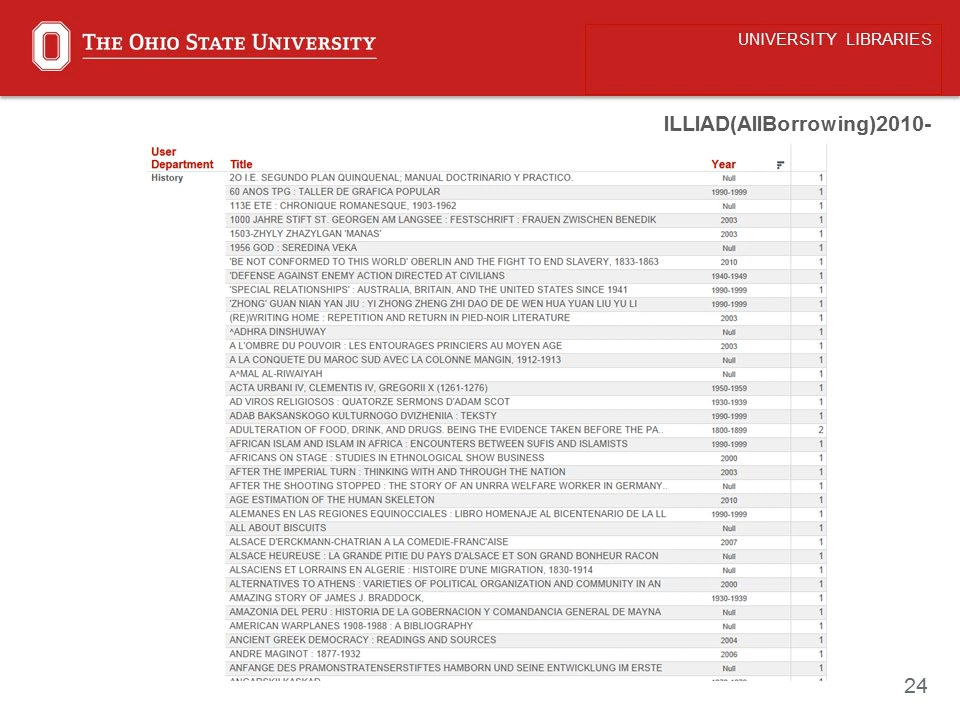 THE OHIO STATE UNIVERSITY
UNIVERSITY LIBRARIES
ILLIAD(AllBorrowing)2010-
User
Department Title Year
History 2O I.E. SEGUNDO PLAN QUINQUENAL; MANUAL DOCTRINARIO Y PRACTICO. Null 1
60 ANOS TPG : TALLER DE GRAFICA POPULAR 1990-1999 1
113E ETE : CHRONIQUE ROMANESQUE, 1903-1962 Null 1
1000 JAHRE STIFT ST. GEORGEN AM LANGSEE : FESTSCHRIFT : FRAUEN ZWISCHEN BENEDIK 2003 1
1503-ZHYLY ZHAZYLGAN 'MANAS' 2003 1
1956 GOD : SEREDINA VEKA Null 1
'BE NOT CONFORMED TO THIS WORLD' OBERLIN AND THE FIGHT TO END SLAVERY, 1833-1863 2010 1
'DEFENSE AGAINST ENEMY ACTION DIRECTED AT CIVILIANS 1940-1949 1
'SPECIAL RELATIONSHIPS' : AUSTRALIA, BRITAIN, AND THE UNITED STATES SINCE 1941 1990-1999 1
'ZHONG' GUAN NIAN YAN JIU : YI ZHONG ZHENG ZHI DAO DE DE WEN HUA YUAN LIU YU LI 1990-1999 1
(RE)WRITING HOME : REPETITION AND RETURN IN PIED-NOIR LITERATURE 2003 1
^ADHRA DINSHUWAY Null 1
A L'OMBRE DU POUVOIR : LES ENTOURAGES PRINCIERS AU MOYEN AGE 2003 1
A LA CONQUETE DU MAROC SUD AVEC LA COLONNE MANGIN, 1912-1913 Null 1
A^MAL AL-RIWAIYAH Null 1
ACTA URBANI IV, CLEMENTIS IV, GREGORII X (1261-1276) 1950-1959 1
AD VIROS RELIGIOSOS : QUATORZE SERMONS D'ADAM SCOT 1930-1939 1
ADAB BAKSANSKOGO KULTURNOGO DVIZHENIIA : TEKSTY 1990-1999 1
ADULTERATION OF FOOD, DRINK, AND DRUGS. BEING THE EVIDENCE TAKEN BEFORE THE PA.. 1800-1899 2
AFRICAN ISLAM AND ISLAM IN AFRICA : ENCOUNTERS BETWEEN SUFIS AND ISLAMISTS 1990-1999 1
AFRICANS ON STAGE : STUDIES IN ETHNOLOGICAL SHOW BUSINESS 2000 1
AFTER THE IMPERIAL TURN : THINKING WITH AND THROUGH THE NATION 2003 1
AFTER THE SHOOTING STOPPED : THE STORY OF AN UNRRA WELFARE WORKER IN GERMANY.. Null 1
AGE ESTIMATION OF THE HUMAN SKELETON 2010 1
ALEMANES EN LAS REGIONES EQUINOCCIALES : LIBRO HOMENAJE AL BICENTENARIO DE LA LL 1990-1999 1
ALL ABOUT BISCUITS Null 1
ALSACE D'ERCKMANN-CHATRIAN A LA COMEDIE-FRANC'AISE 2007 1
ALSACE HEUREUSE : LA GRANDE PITIE DU PAYS D'ALSACE ET SON GRAND BONHEUR RACON Null 1
ALSACIENS ET LORRAINS EN ALGERIE : HISTOIRE D'UNE MIGRATION, 1830-1914 Null 1
ALTERNATIVES TO ATHENS : VARIETIES OF POLITICAL ORGANIZATION AND COMMUNITY IN AN 2000 1
AMAZING STORY OF JAMES J. BRADDOCK, 1930-1939 1
AMAZONIA DEL PERU : HISTORIA DE LA GOBERNACION Y COMANDANCIA GENERAL DE MAYNA Null 1
AMERICAN WARPLANES 1908-1988 : A BIBLIOGRAPHY Null 1
ANCIENT GREEK DEMOCRACY : READINGS AND SOURCES 2004 1
ANDRE MAGINOT : 1877-1932 2006 1
ANFANGE DES PRAMONSTRATENSERSTIFTES HAMBORN UND SEINE ENTWICKLUNG IM ERSTE Null 1
24